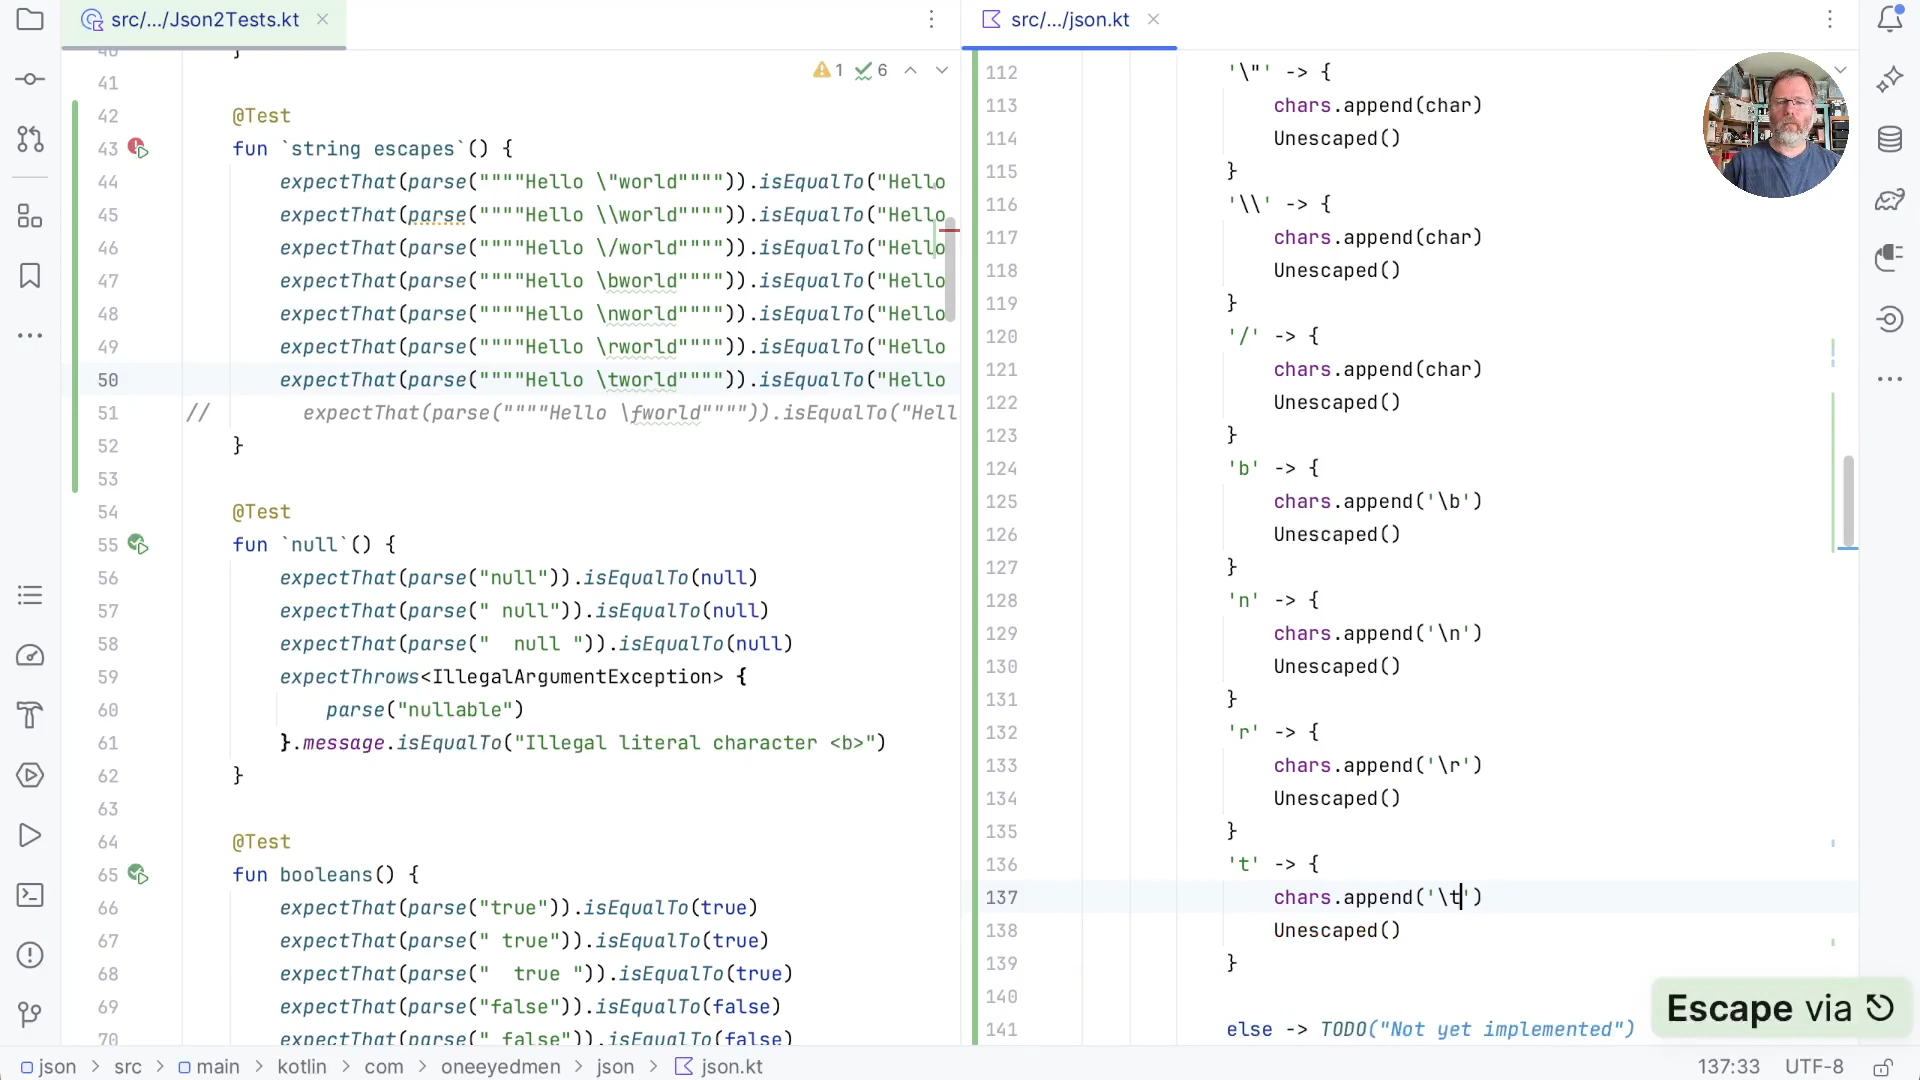 src/.../Json2Tests.kt
41
42 @Test
43 fun `string escapes`() {
44 expectThat(parse(""""Hello \"world"""")).isEqualTo("Hello
45 expectThat(parse(""""Hello \\world"""")).isEqualTo("Hello
46 expectThat(parse(""""Hello \/world"""")).isEqualTo("Hello
47 expectThat(parse(""""Hello \bworld"""")).isEqualTo("Hello
48 expectThat(parse(""""Hello \nworld"""")).isEqualTo("Hello
49 expectThat(parse(""""Hello \rworld"""")).isEqualTo("Hello
50 expectThat(parse(""""Hello \tworld"""")).isEqualTo("Hello
51 // expectThat(parse(""""Hello \fworld"""")).isEqualTo("Hell
52 }
53
54 @Test
55 fun `null`() {
56 expectThat(parse("null")).isEqualTo(null)
57 expectThat(parse(" null")).isEqualTo(null)
58 expectThat(parse("  null ")).isEqualTo(null)
59 expectThrows<IllegalArgumentException> {
60 parse("nullable")
61 }.message.isEqualTo("Illegal literal character <b>")
62 }
63
64 @Test
65 fun booleans() {
66 expectThat(parse("true")).isEqualTo(true)
67 expectThat(parse(" true")).isEqualTo(true)
68 expectThat(parse("  true ")).isEqualTo(true)
69 expectThat(parse("false")).isEqualTo(false)
70 expectThat(parse(" false")).isEqualTo(false)
1 6
src/.../json.kt
112 '\"' -> {
113 chars.append(char)
114 Unescaped()
115 }
116 '\\' -> {
117 chars.append(char)
118 Unescaped()
119 }
120 '/' -> {
121 chars.append(char)
122 Unescaped()
123 }
124 'b' -> {
125 chars.append('\b')
126 Unescaped()
127 }
128 'n' -> {
129 chars.append('\n')
130 Unescaped()
131 }
132 'r' -> {
133 chars.append('\r')
134 Unescaped()
135 }
136 't' -> {
137 chars.append('\t')
138 Unescaped()
139 }
140
141 else -> TODO("Not yet implemented")
Escape via
json > src > main > kotlin > com > oneeyedmen > json > json.kt
137:33 UTF-8